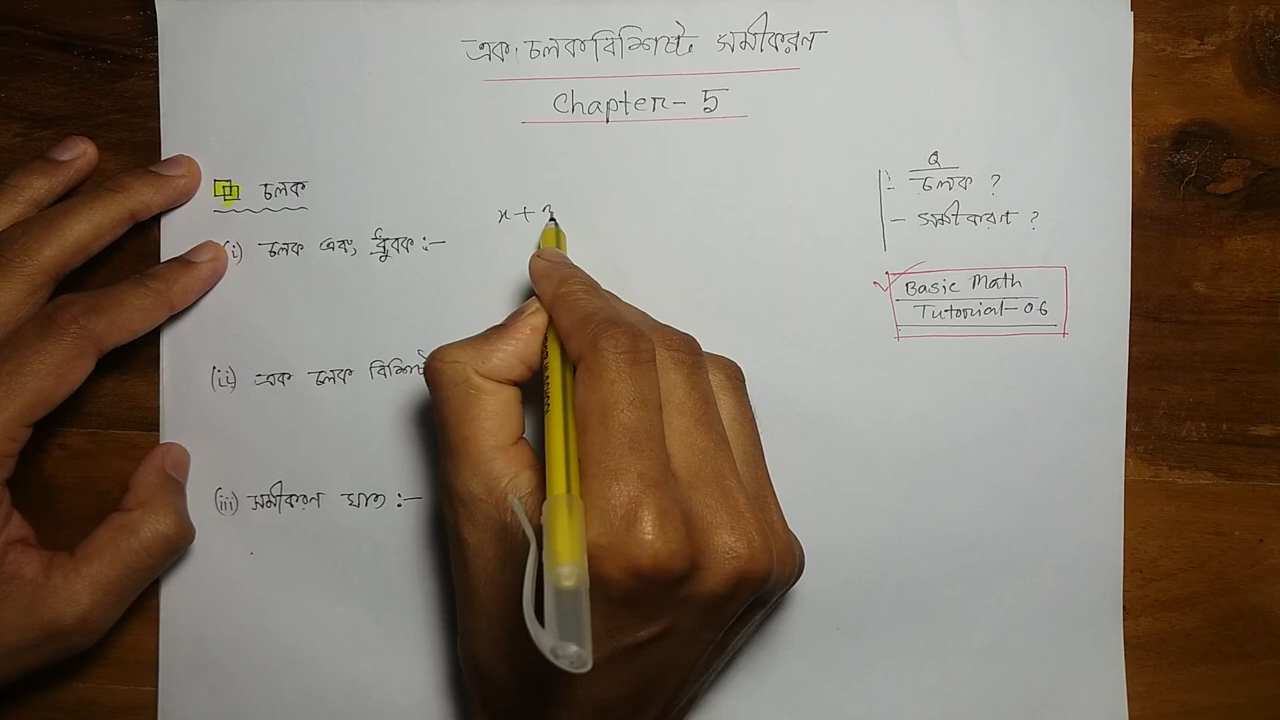 এক চলকবিশিষ্ট সমীকরণ
Chapter- 5
চলক
x +
(i) চলক এবং ধ্রুবক :-
(ii) এক চলক
(iii) সমীকরণ ঘাত :-
Q
- চলক ?
- সমীকরণ ?
Basic Math
Tutorial-06